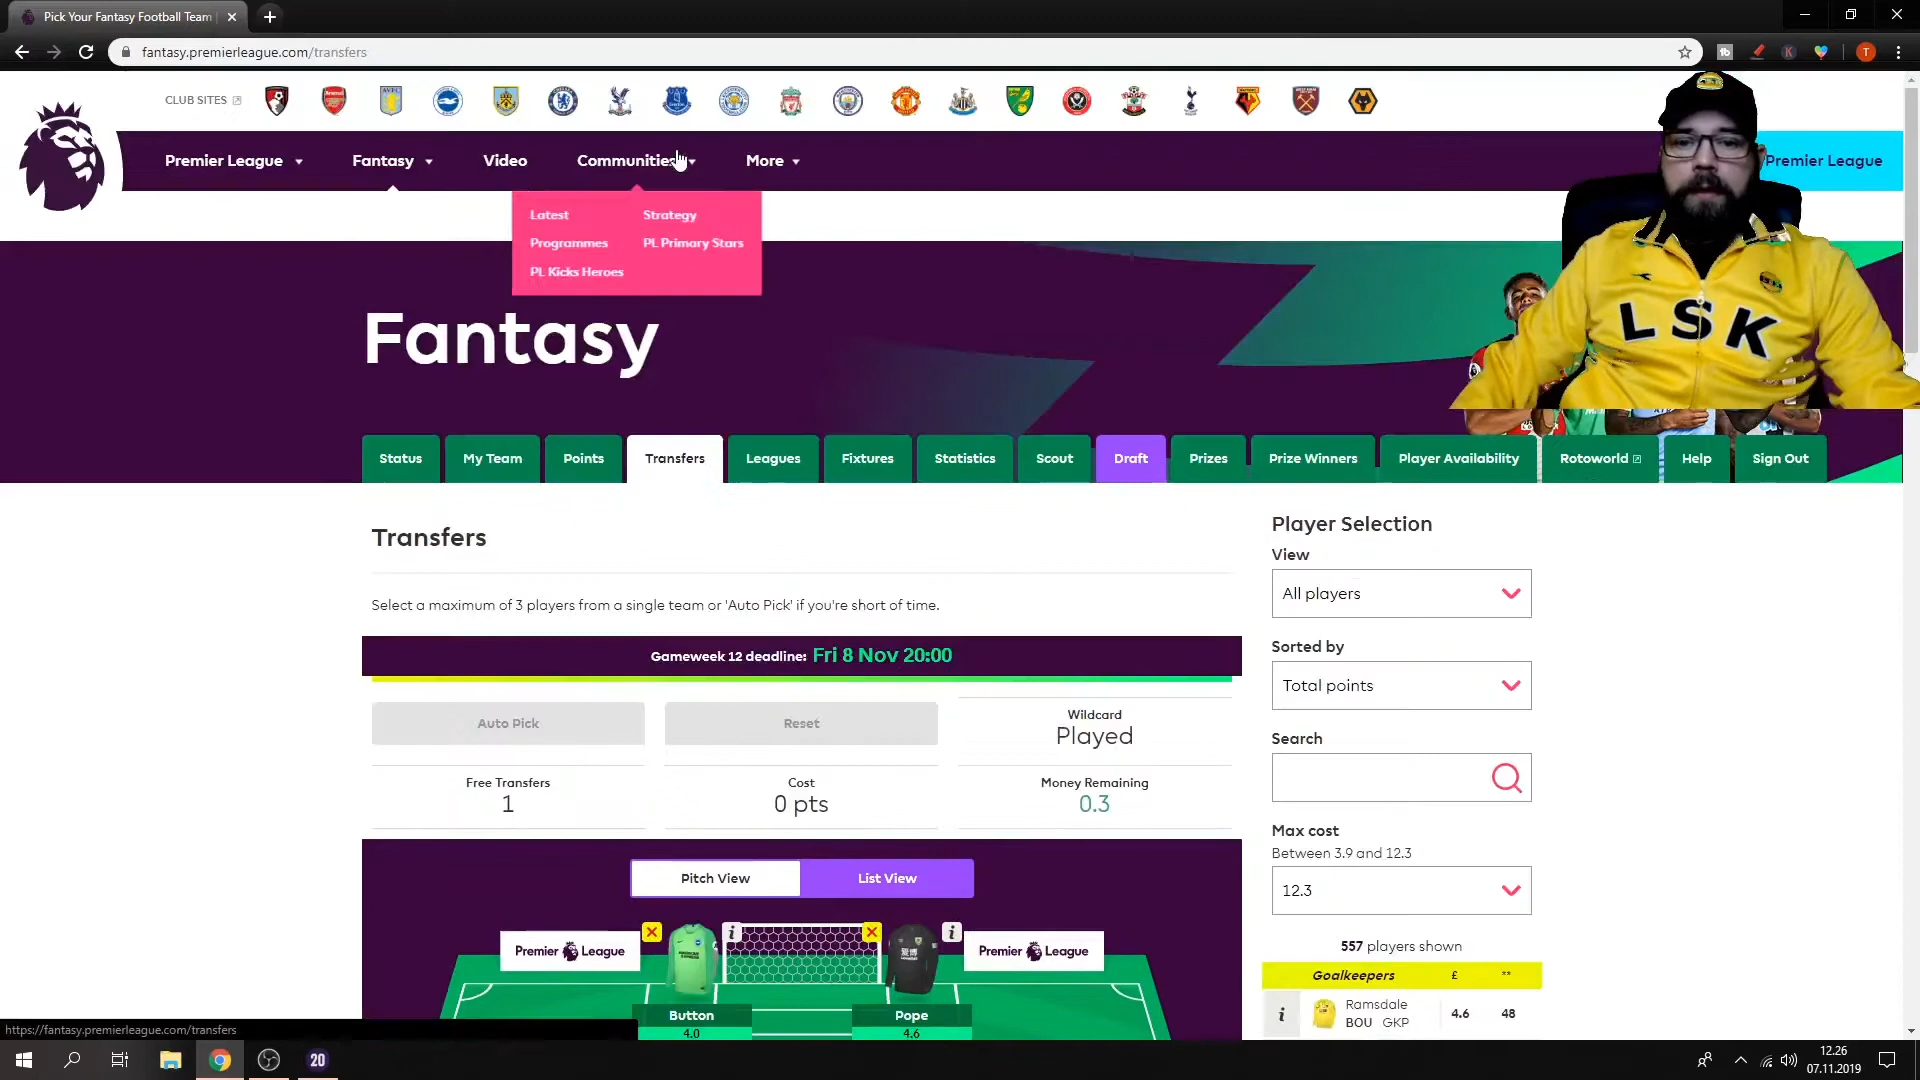 Pick Your Fantasy Football Team |
fantasy.premierleague.com/transfers
CLUB SITES
Premier League
Fantasy
Video
Communities
More
Premier League
Latest
Strategy
Programmes
PL Primary Stars
PL Kicks Heroes
Fantasy
LSK
Status
My Team
Points
Transfers
Leagues
Fixtures
Statistics
Scout
Draft
Prizes
Prize Winners
Player Availability
Rotoworld
Help
Sign Out
Transfers
Select a maximum of 3 players from a single team or 'Auto Pick' if you're short of time.
Gameweek 12 deadline: Fri 8 Nov 20:00
Auto Pick
Reset
Wildcard
Played
Free Transfers
1
Cost
0 pts
Money Remaining
0.3
Pitch View
List View
Premier League
Premier League
Button
4.0
Pope
4.6
Player Selection
View
All players
Sorted by
Total points
Search
Max cost
Between 3.9 and 12.3
12.3
557 players shown
Goalkeepers £ **
Ramsdale
BOU GKP
4.6 48
https://fantasy.premierleague.com/transfers
20
12.26
07.11.2019